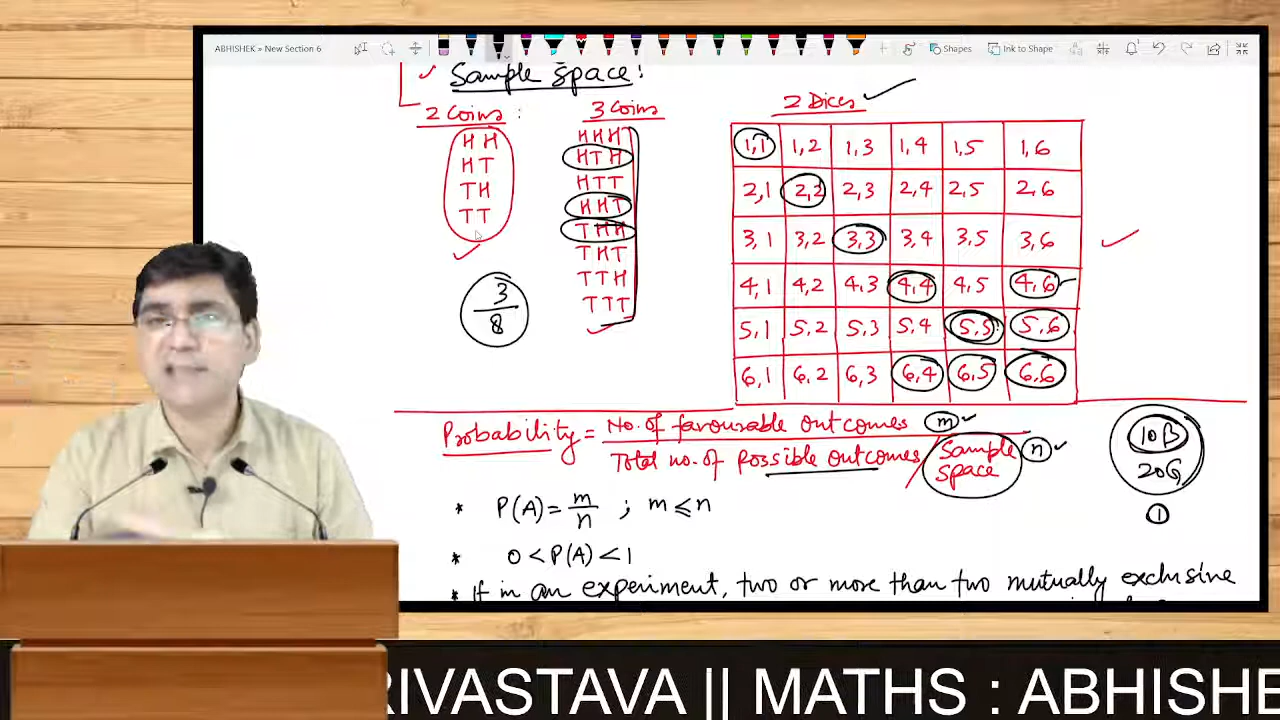 ABHISHEK » New Section 6
Shapes
Ink to Shape
✓ Sample Space!
2 Coins :
HH
HT
TH
TT
3 Coins
HHH
HTH
HTT
HHT
THH
THT
TTH
TTT
3
8
2 Dices
1,1 1,2 1,3 1,4 1,5 1,6
2,1 2,2 2,3 2,4 2,5 2,6
3,1 3,2 3,3 3,4 3,5 3,6
4,1 4,2 4,3 4,4 4,5 4,6
5,1 5,2 5,3 5,4 5,5 5,6
6,1 6,2 6,3 6,4 6,5 6,6
Probability = No. of favourable outcomes m
Total no. of possible outcomes / Sample space n
10B
20G
1
* P(A) = m/n ; m ≤ n
* 0 < P(A) < 1
* If in an experiment, two or more than two mutually exclusive
RIVASTAVA || MATHS : ABHISHE